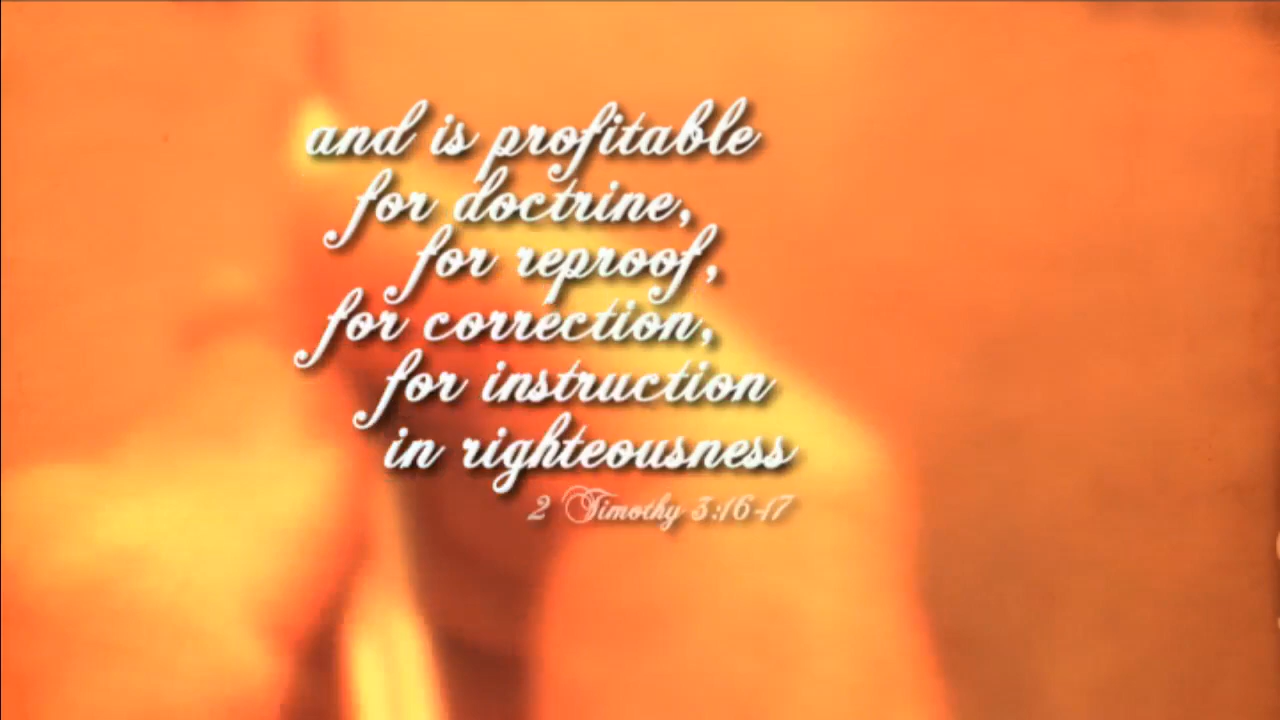 and is profitable
for doctrine,
for reproof,
for correction,
for instruction
in righteousness
2 Timothy 3:16-17